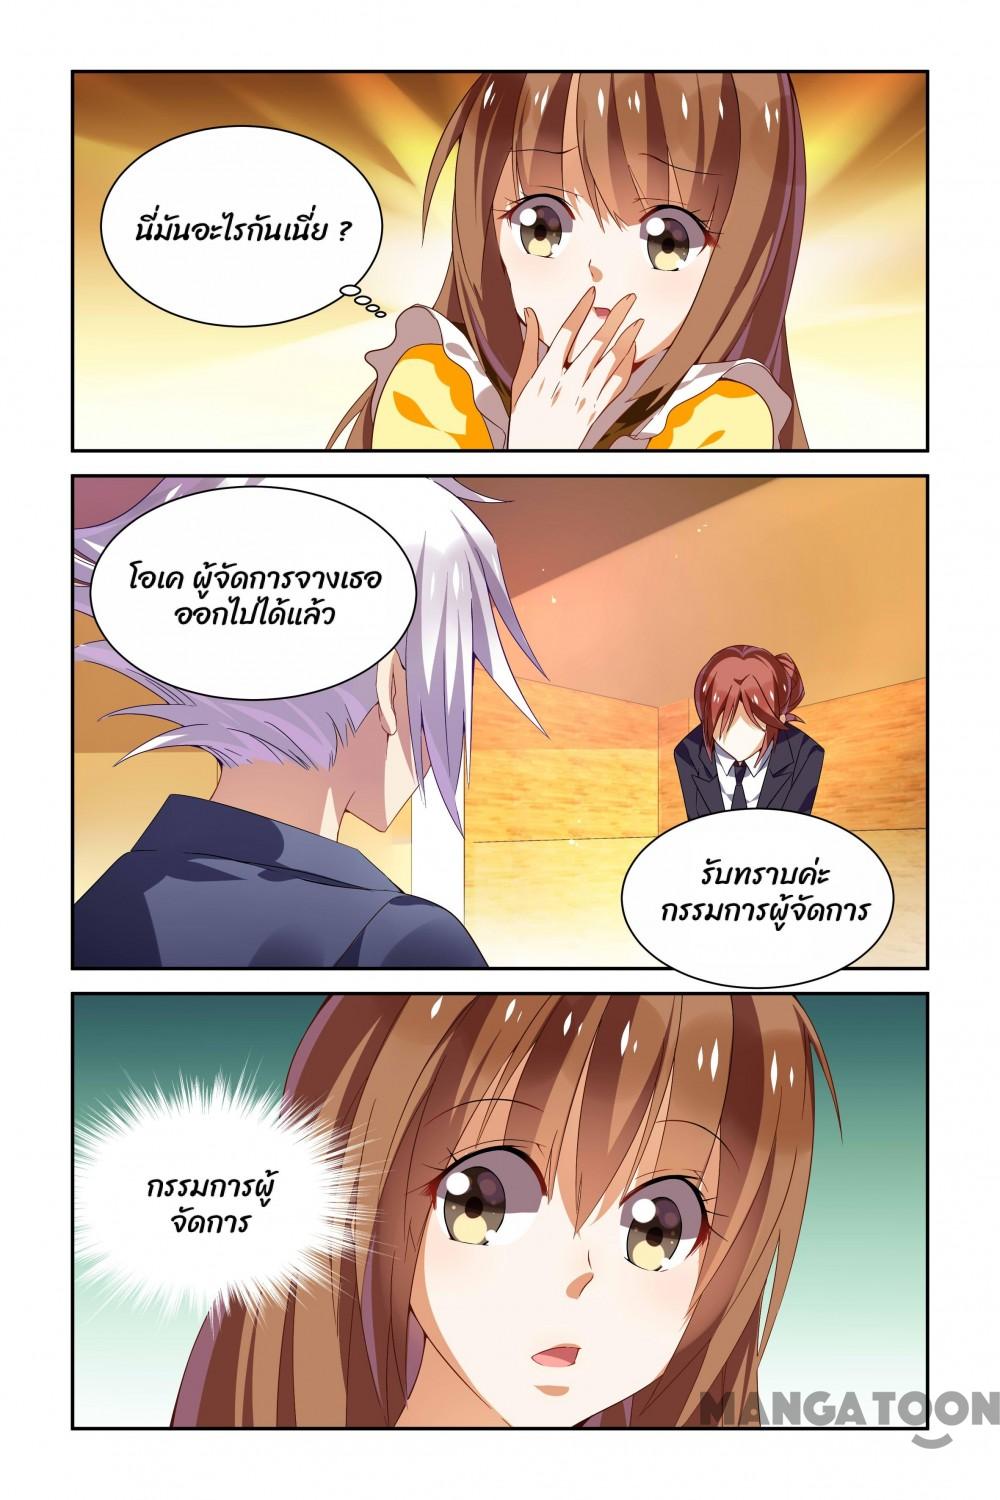 นี่มันอะไรกันเนี่ย ?
โอเค ผู้จัดการจางเธอ
ออกไปได้แล้ว
รับทราบค่ะ
กรรมการผู้จัดการ
กรรมการผู้
จัดการ
MANGATOON